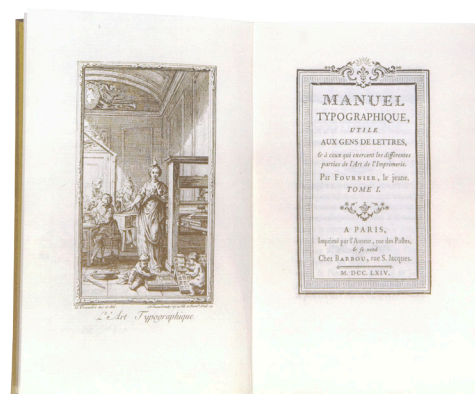 L'Art Typographique
MANUEL
TYPOGRAPHIQUE,
UTILE
AUX GENS DE LETTRES,
& à ceux qui exercent les différentes
parties de l'Art de l'Imprimerie.
Par FOURNIER, le jeune.
TOME I.
A PARIS,
Imprimé par l'Auteur, rue des Postes,
& se vend
Chez BARBOU, rue S. Jacques.
M. DCC. LXIV.